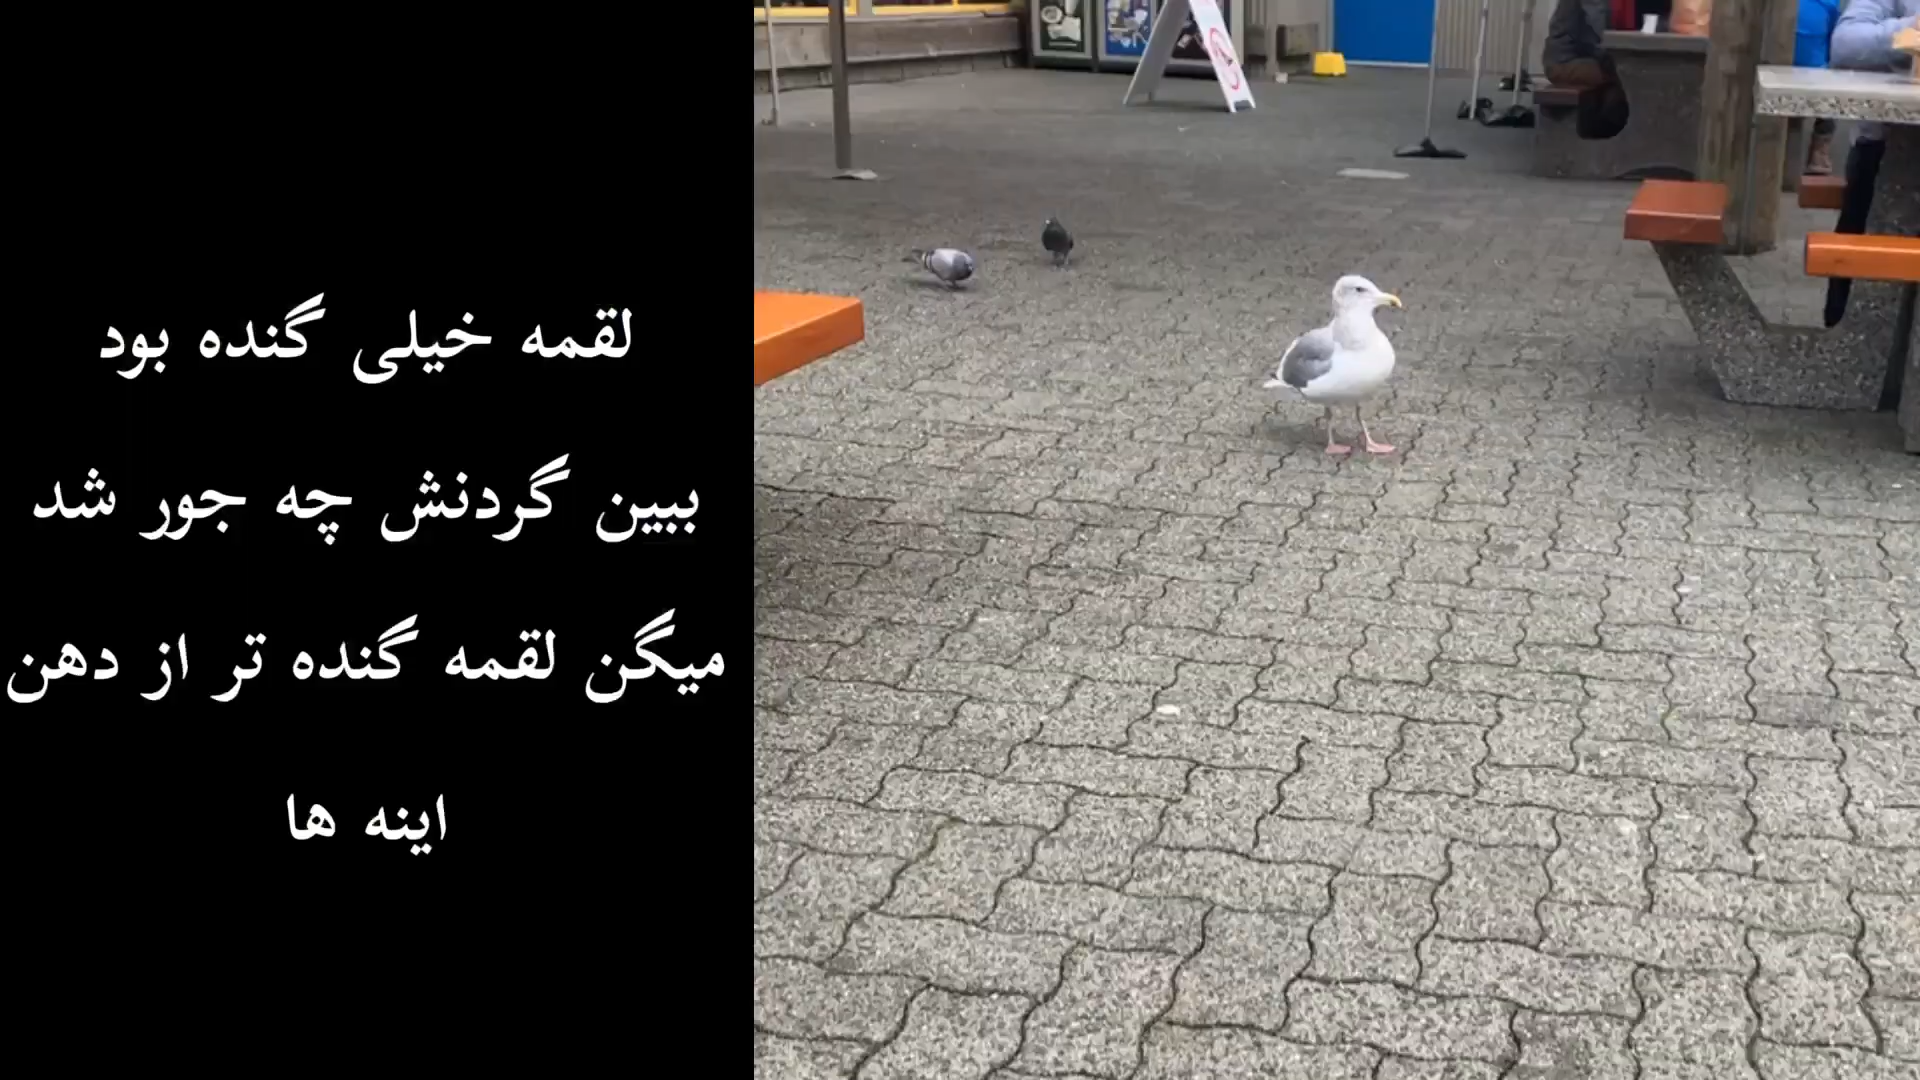 لقمه خیلی گنده بود
ببین گردنش چه جور شد
میگن لقمه گنده تر از دهن
اینه ها